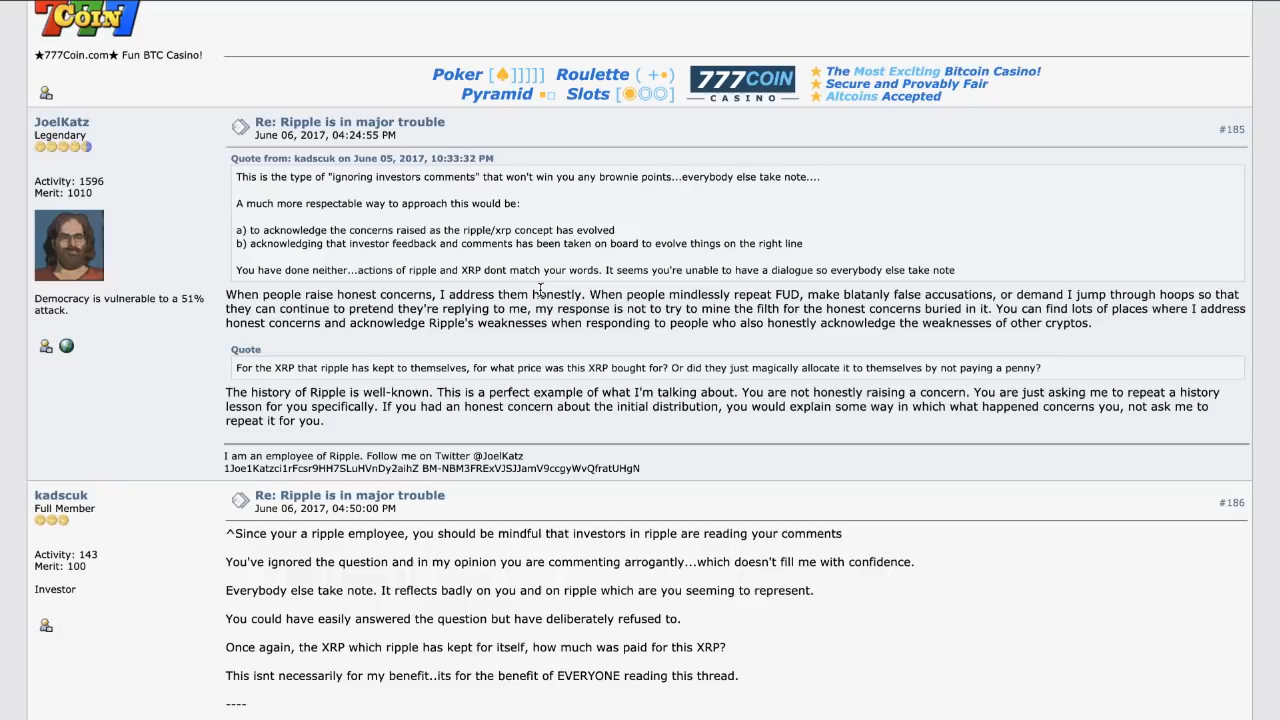 777
COiN
★777Coin.com★ Fun BTC Casino!
Poker [♠]]]]] Roulette (+•)
Pyramid ▪□ Slots [◉◎◎]
777COIN
CASINO
★ The Most Exciting Bitcoin Casino!
★ Secure and Provably Fair
★ Altcoins Accepted
JoelKatz
Legendary
Activity: 1596
Merit: 1010
Democracy is vulnerable to a 51%
attack.
Re: Ripple is in major trouble
June 06, 2017, 04:24:55 PM
#185
Quote from: kadscuk on June 05, 2017, 10:33:32 PM
This is the type of "ignoring investors comments" that won't win you any brownie points...everybody else take note....
A much more respectable way to approach this would be:
a) to acknowledge the concerns raised as the ripple/xrp concept has evolved
b) acknowledging that investor feedback and comments has been taken on board to evolve things on the right line
You have done neither...actions of ripple and XRP dont match your words. It seems you're unable to have a dialogue so everybody else take note
When people raise honest concerns, I address them honestly. When people mindlessly repeat FUD, make blatanly false accusations, or demand I jump through hoops so that
they can continue to pretend they're replying to me, my response is not to try to mine the filth for the honest concerns buried in it. You can find lots of places where I address
honest concerns and acknowledge Ripple's weaknesses when responding to people who also honestly acknowledge the weaknesses of other cryptos.
Quote
For the XRP that ripple has kept to themselves, for what price was this XRP bought for? Or did they just magically allocate it to themselves by not paying a penny?
The history of Ripple is well-known. This is a perfect example of what I'm talking about. You are not honestly raising a concern. You are just asking me to repeat a history
lesson for you specifically. If you had an honest concern about the initial distribution, you would explain some way in which what happened concerns you, not ask me to
repeat it for you.
I am an employee of Ripple. Follow me on Twitter @JoelKatz
1Joe1Katzci1rFcsr9HH7SLuHVnDy2aihZ BM-NBM3FRExVJSJJamV9ccgyWvQfratUHgN
kadscuk
Full Member
Activity: 143
Merit: 100
Investor
Re: Ripple is in major trouble
June 06, 2017, 04:50:00 PM
#186
^Since your a ripple employee, you should be mindful that investors in ripple are reading your comments
You've ignored the question and in my opinion you are commenting arrogantly...which doesn't fill me with confidence.
Everybody else take note. It reflects badly on you and on ripple which are you seeming to represent.
You could have easily answered the question but have deliberately refused to.
Once again, the XRP which ripple has kept for itself, how much was paid for this XRP?
This isnt necessarily for my benefit..its for the benefit of EVERYONE reading this thread.
----